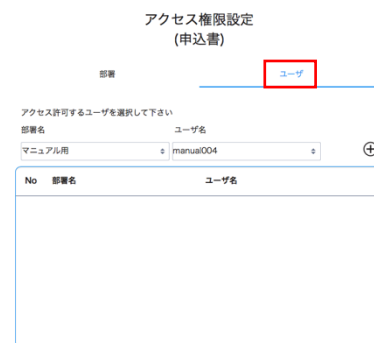 アクセス権限設定
(申込書)
部署 ユーザ
アクセス許可するユーザを選択して下さい
部署名 ユーザ名
マニュアル用 manual004
No 部署名 ユーザ名